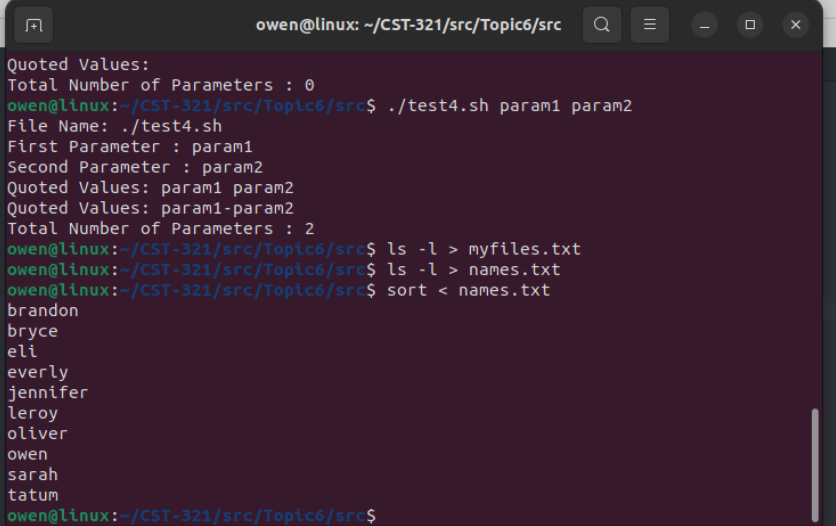 owen@linux: ~/CST-321/src/Topic6/src
Quoted Values:
Total Number of Parameters : 0
owen@linux:~/CST-321/src/Topic6/src$ ./test4.sh param1 param2
File Name: ./test4.sh
First Parameter : param1
Second Parameter : param2
Quoted Values: param1 param2
Quoted Values: param1-param2
Total Number of Parameters : 2
owen@linux:~/CST-321/src/Topic6/src$ ls -l > myfiles.txt
owen@linux:~/CST-321/src/Topic6/src$ ls -l > names.txt
owen@linux:~/CST-321/src/Topic6/src$ sort < names.txt
brandon
bryce
eli
everly
jennifer
leroy
oliver
owen
sarah
tatum
owen@linux:~/CST-321/src/Topic6/src$